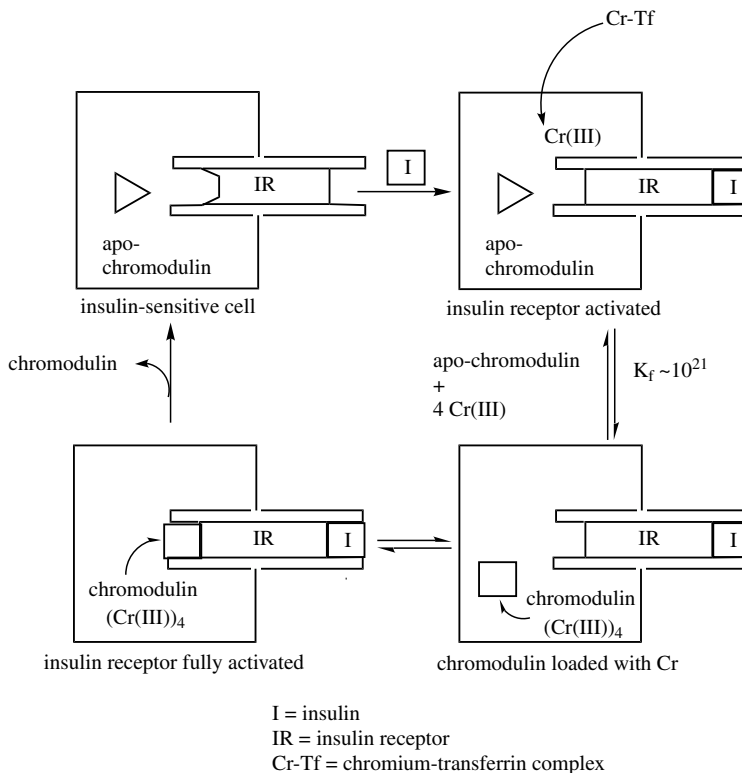 Cr-Tf
Cr(III)
IR
I
IR
I
apo-
chromodulin
apo-
chromodulin
insulin-sensitive cell
insulin receptor activated
chromodulin
apo-chromodulin
+
4 Cr(III)
K_f ~10^21
IR
I
IR
I
chromodulin
(Cr(III))₄
chromodulin
(Cr(III))₄
insulin receptor fully activated
chromodulin loaded with Cr
I = insulin
IR = insulin receptor
Cr-Tf = chromium-transferrin complex